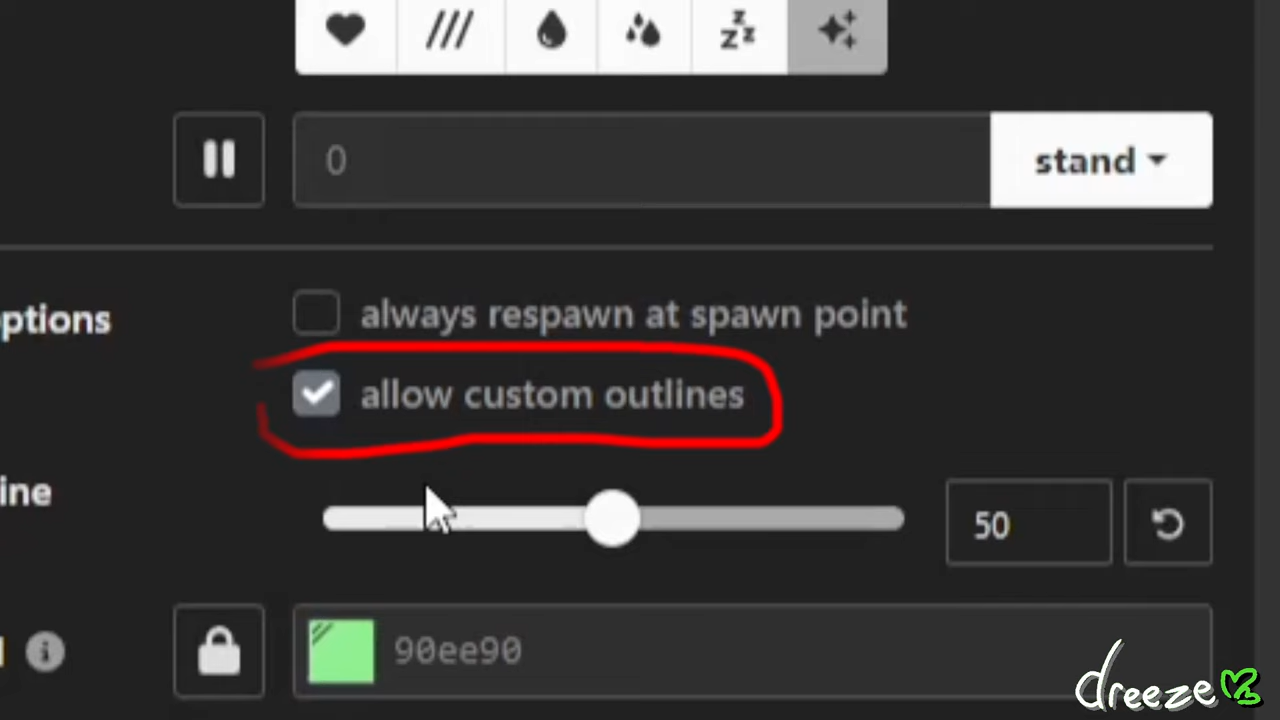 0
stand
ptions
always respawn at spawn point
allow custom outlines
ine
50
90ee90
dreeze